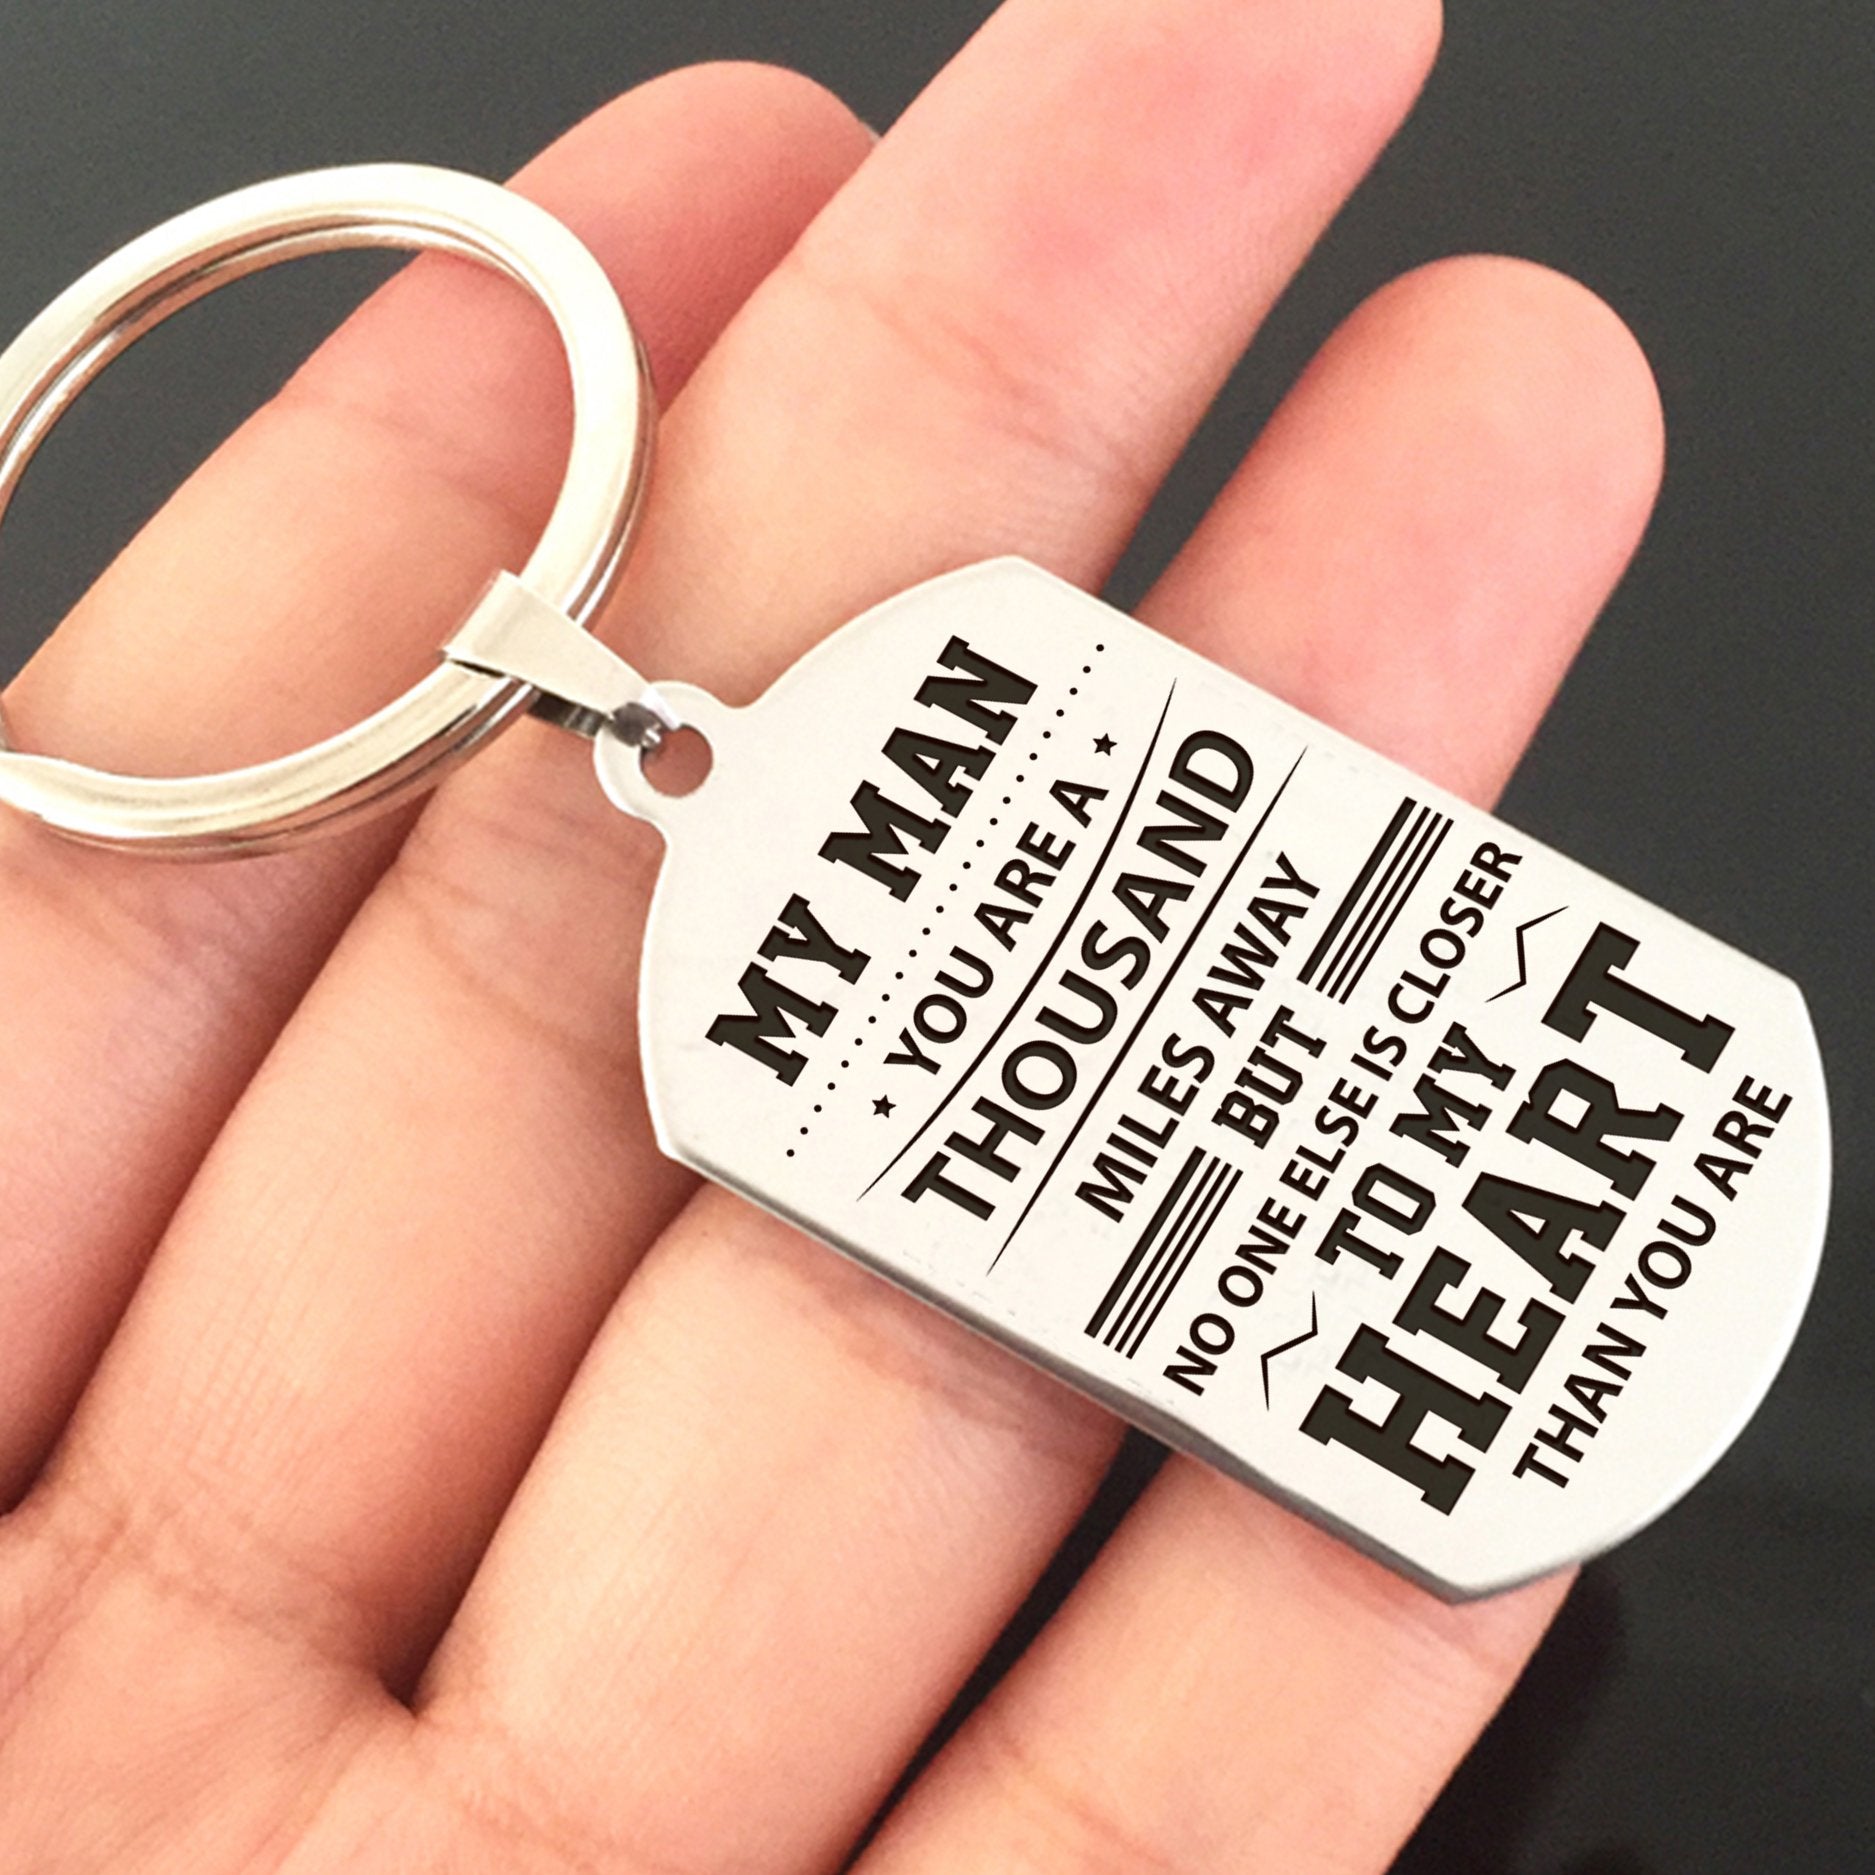 MY MAN
YOU ARE A
THOUSAND
MILES AWAY
BUT
NO ONE ELSE IS CLOSER
TO MY
HEART
THAN YOU ARE